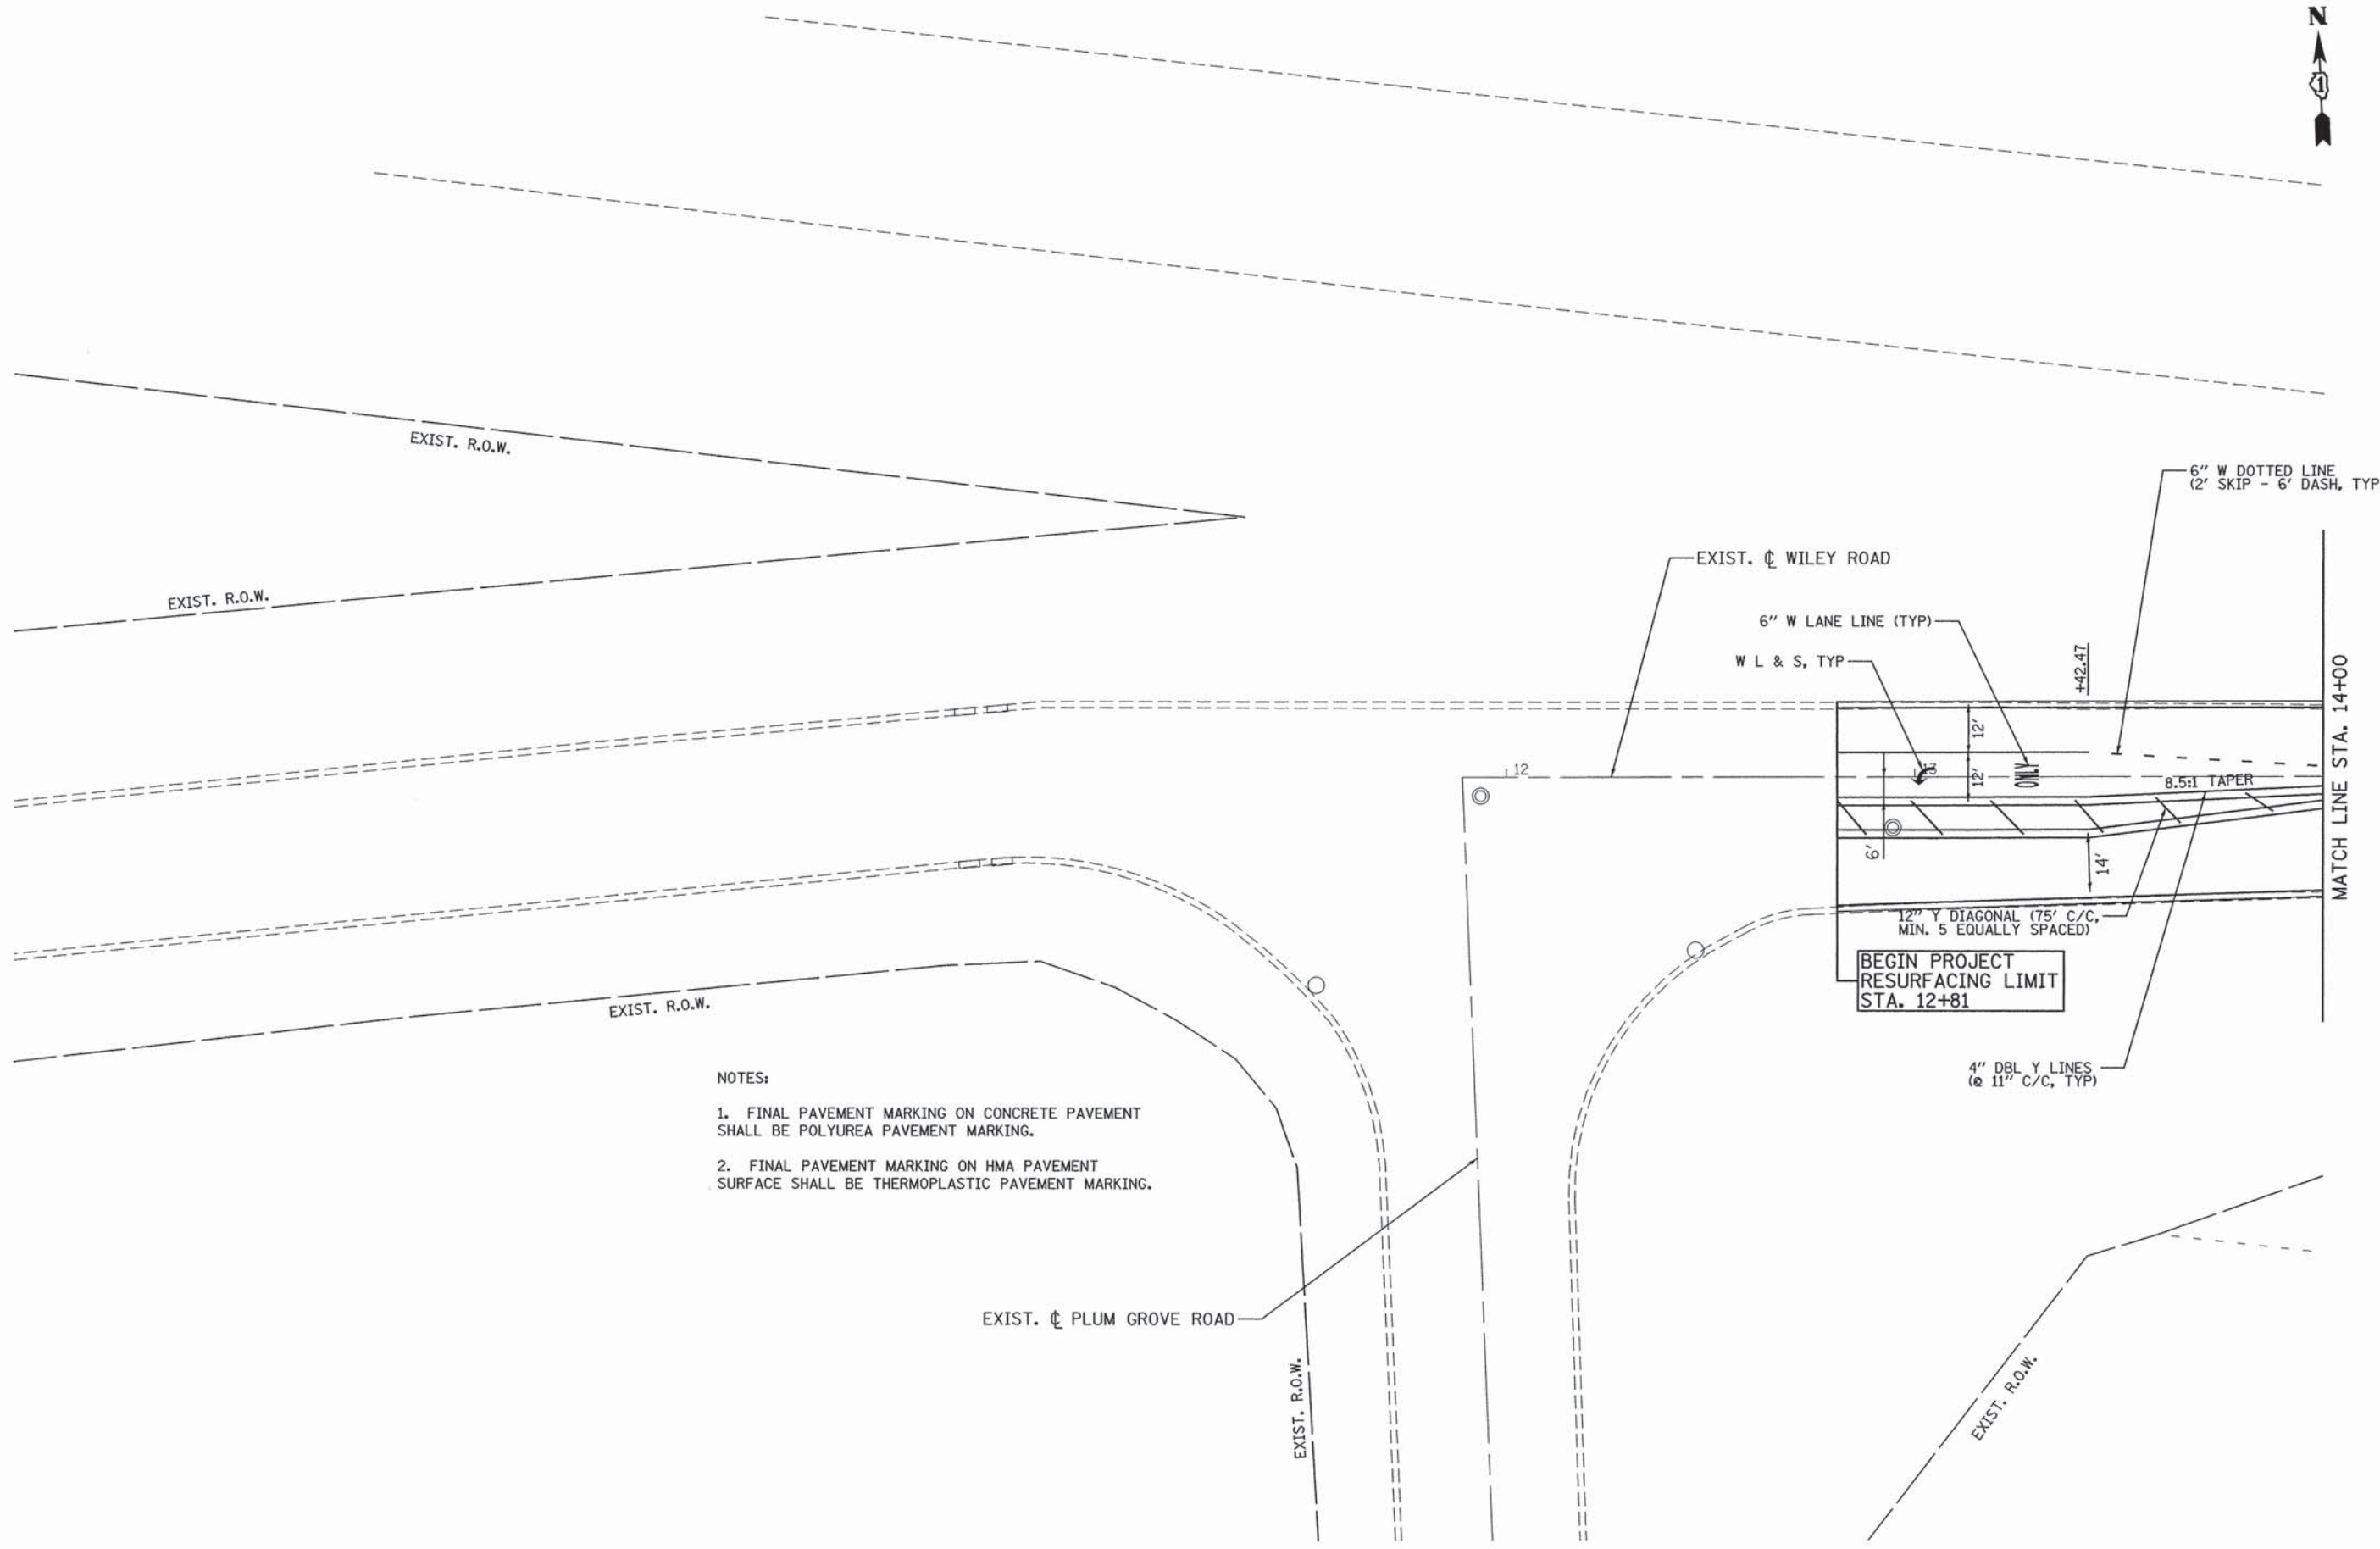 N
1
EXIST. R.O.W.
6" W DOTTED LINE
(2' SKIP - 6' DASH, TYP
EXIST. ℄ WILEY ROAD
EXIST. R.O.W.
6" W LANE LINE (TYP)
W L & S, TYP
+42.47
MATCH LINE STA. 14+00
12'
12
13
12'
ONLY
8.5:1 TAPER
6'
14'
12" Y DIAGONAL (75' C/C,
MIN. 5 EQUALLY SPACED)
BEGIN PROJECT
RESURFACING LIMIT
STA. 12+81
EXIST. R.O.W.
4" DBL Y LINES
(@ 11" C/C, TYP)
NOTES:
1. FINAL PAVEMENT MARKING ON CONCRETE PAVEMENT
SHALL BE POLYUREA PAVEMENT MARKING.
2. FINAL PAVEMENT MARKING ON HMA PAVEMENT
SURFACE SHALL BE THERMOPLASTIC PAVEMENT MARKING.
EXIST. ℄ PLUM GROVE ROAD
EXIST. R.O.W.
EXIST. R.O.W.